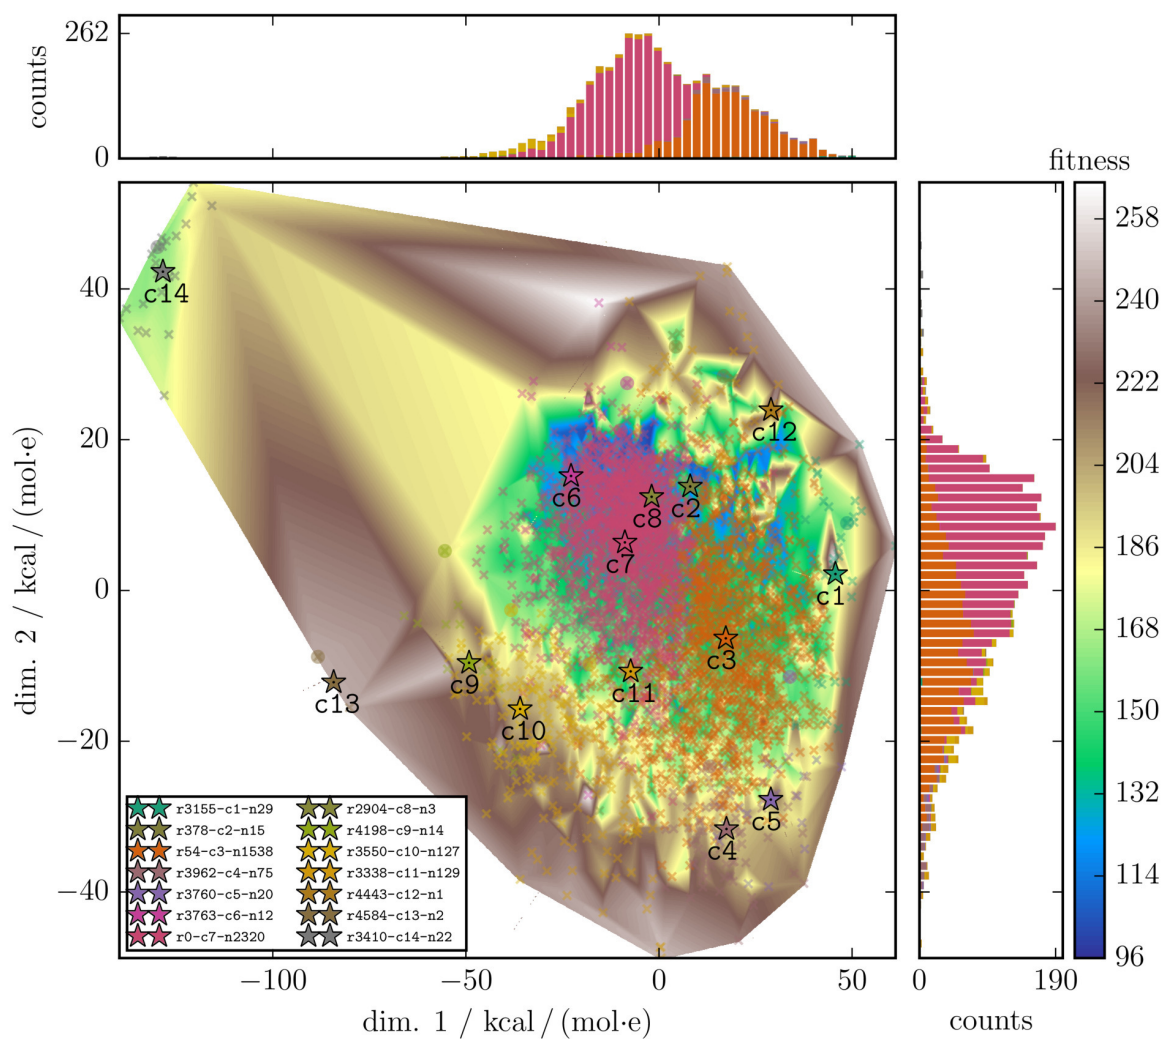 262
counts
0
fitness
258
240
222
204
186
168
150
132
114
96
40
20
0
−20
−40
dim. 2 / kcal / (mol·e)
c14
c12
c6
c8
c2
c7
c1
c3
c9
c11
c13
c10
c5
c4
r3155-c1-n29
r378-c2-n15
r54-c3-n1538
r3962-c4-n75
r3760-c5-n20
r3763-c6-n12
r0-c7-n2320
r2904-c8-n3
r4198-c9-n14
r3550-c10-n127
r3338-c11-n129
r4443-c12-n1
r4584-c13-n2
r3410-c14-n22
−100 −50 0 50
0 190
dim. 1 / kcal / (mol·e)
counts